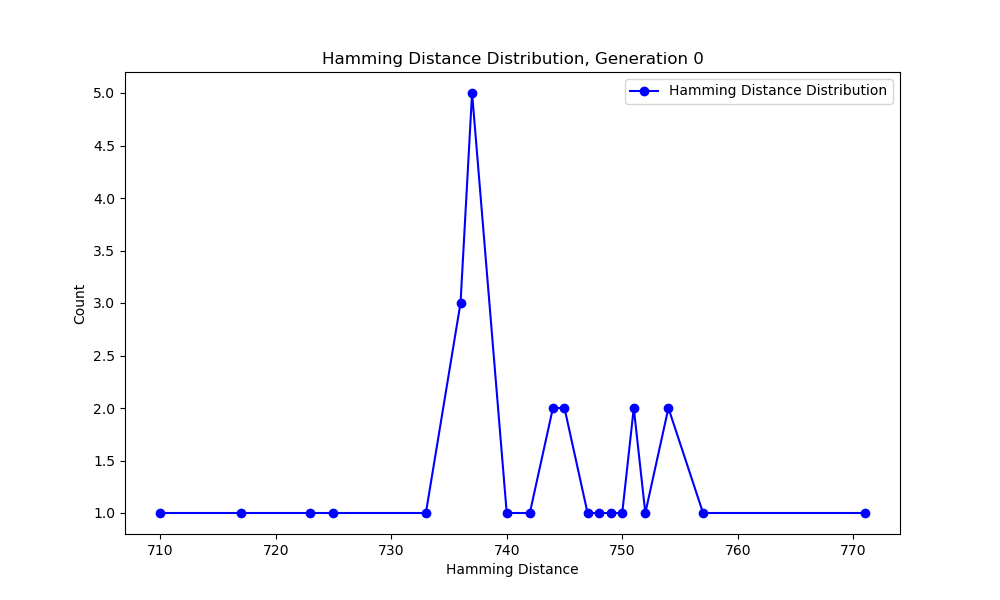 Hamming Distance Distribution, Generation 0
Hamming Distance Distribution
5.0
4.5
4.0
3.5
3.0
2.5
2.0
1.5
1.0
Count
710 720 730 740 750 760 770
Hamming Distance